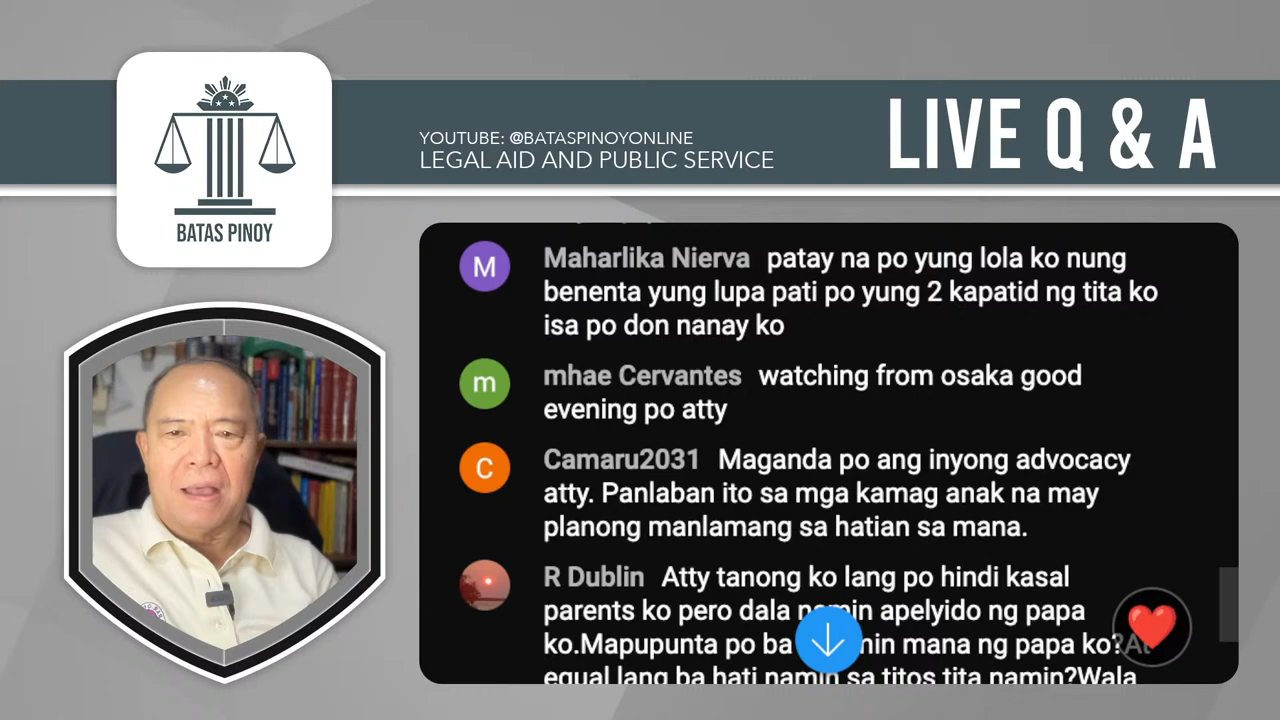 BATAS PINOY
YOUTUBE: @BATASPINOYONLINE
LEGAL AID AND PUBLIC SERVICE
LIVE Q & A
M
Maharlika Nierva patay na po yung lola ko nung
benenta yung lupa pati po yung 2 kapatid ng tita ko
isa po don nanay ko
m
mhae Cervantes watching from osaka good
evening po atty
C
Camaru2031 Maganda po ang inyong advocacy
atty. Panlaban ito sa mga kamag anak na may
planong manlamang sa hatian sa mana.
R Dublin Atty tanong ko lang po hindi kasal
parents ko pero dala namin apelyido ng papa
ko.Mapupunta po ba mana ng papa ko?At
equal lang ba hati namin sa titos tita namin?Wala